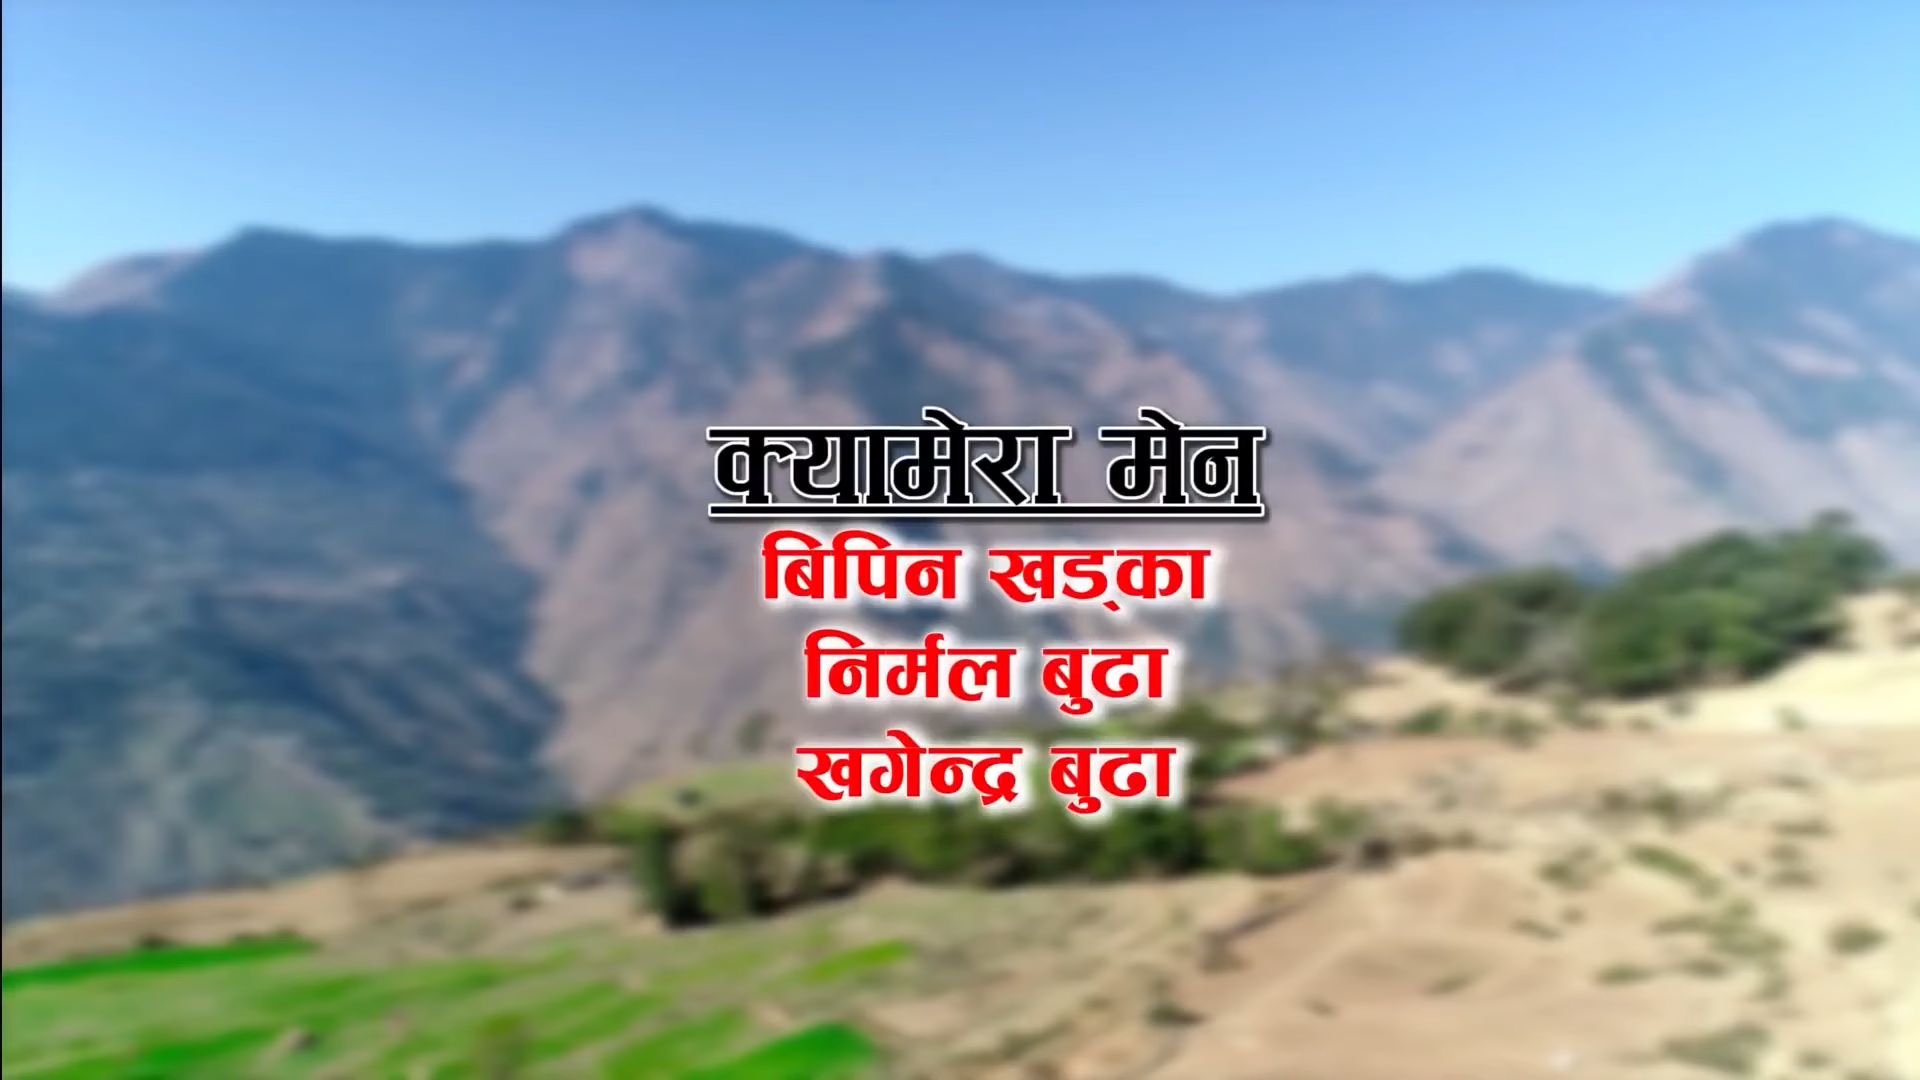 क्यामेरा मेन
बिपिन खड्का
निर्मल बुढा
खगेन्द्र बुढा